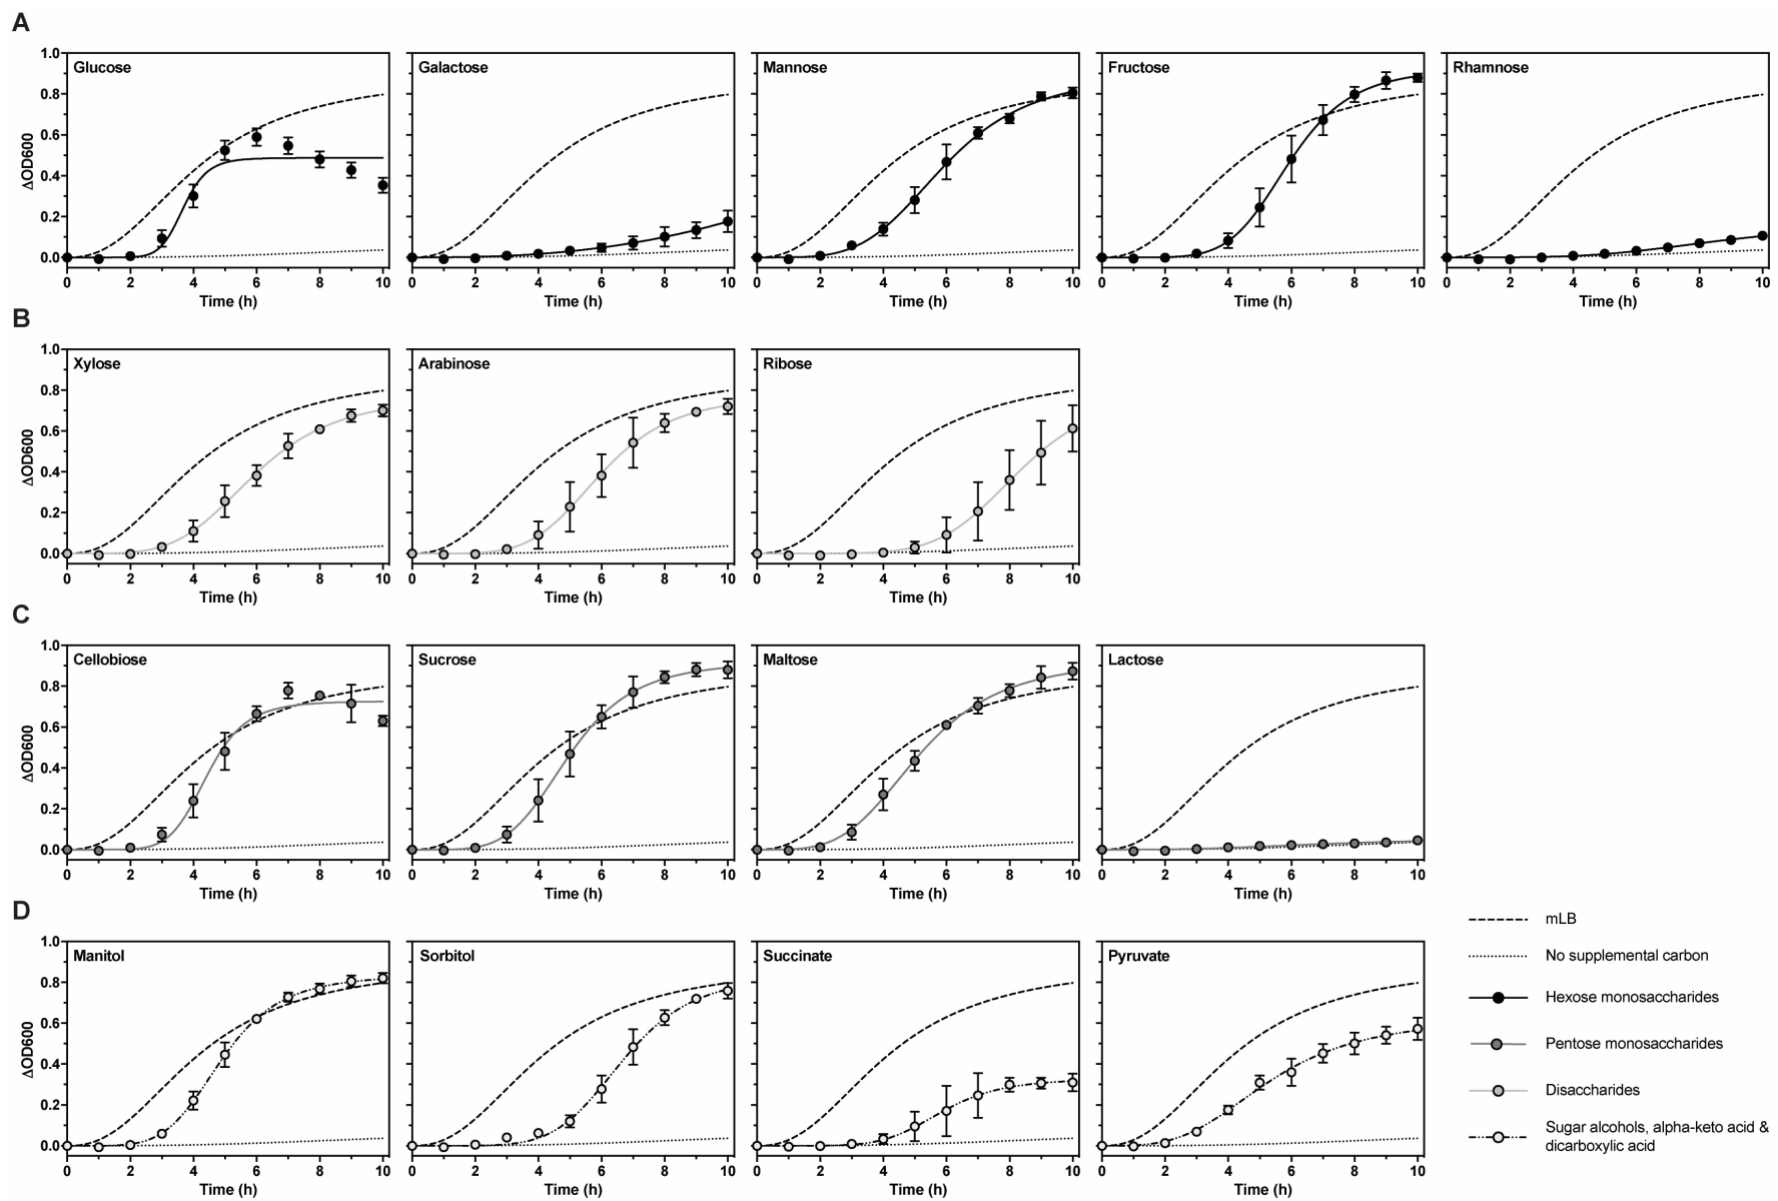 A
Glucose
Galactose
Mannose
Fructose
Rhamnose
ΔOD600
1.0
0.8
0.6
0.4
0.2
0.0
0 2 4 6 8 10
0 2 4 6 8 10
0 2 4 6 8 10
0 2 4 6 8 10
0 2 4 6 8 10
Time (h)
Time (h)
Time (h)
Time (h)
Time (h)
B
Xylose
Arabinose
Ribose
ΔOD600
1.0
0.8
0.6
0.4
0.2
0.0
0 2 4 6 8 10
0 2 4 6 8 10
0 2 4 6 8 10
Time (h)
Time (h)
Time (h)
C
Cellobiose
Sucrose
Maltose
Lactose
ΔOD600
1.0
0.8
0.6
0.4
0.2
0.0
0 2 4 6 8 10
0 2 4 6 8 10
0 2 4 6 8 10
0 2 4 6 8 10
Time (h)
Time (h)
Time (h)
Time (h)
D
Manitol
Sorbitol
Succinate
Pyruvate
ΔOD600
1.0
0.8
0.6
0.4
0.2
0.0
0 2 4 6 8 10
0 2 4 6 8 10
0 2 4 6 8 10
0 2 4 6 8 10
Time (h)
Time (h)
Time (h)
Time (h)
mLB
No supplemental carbon
Hexose monosaccharides
Pentose monosaccharides
Disaccharides
Sugar alcohols, alpha-keto acid &
dicarboxylic acid